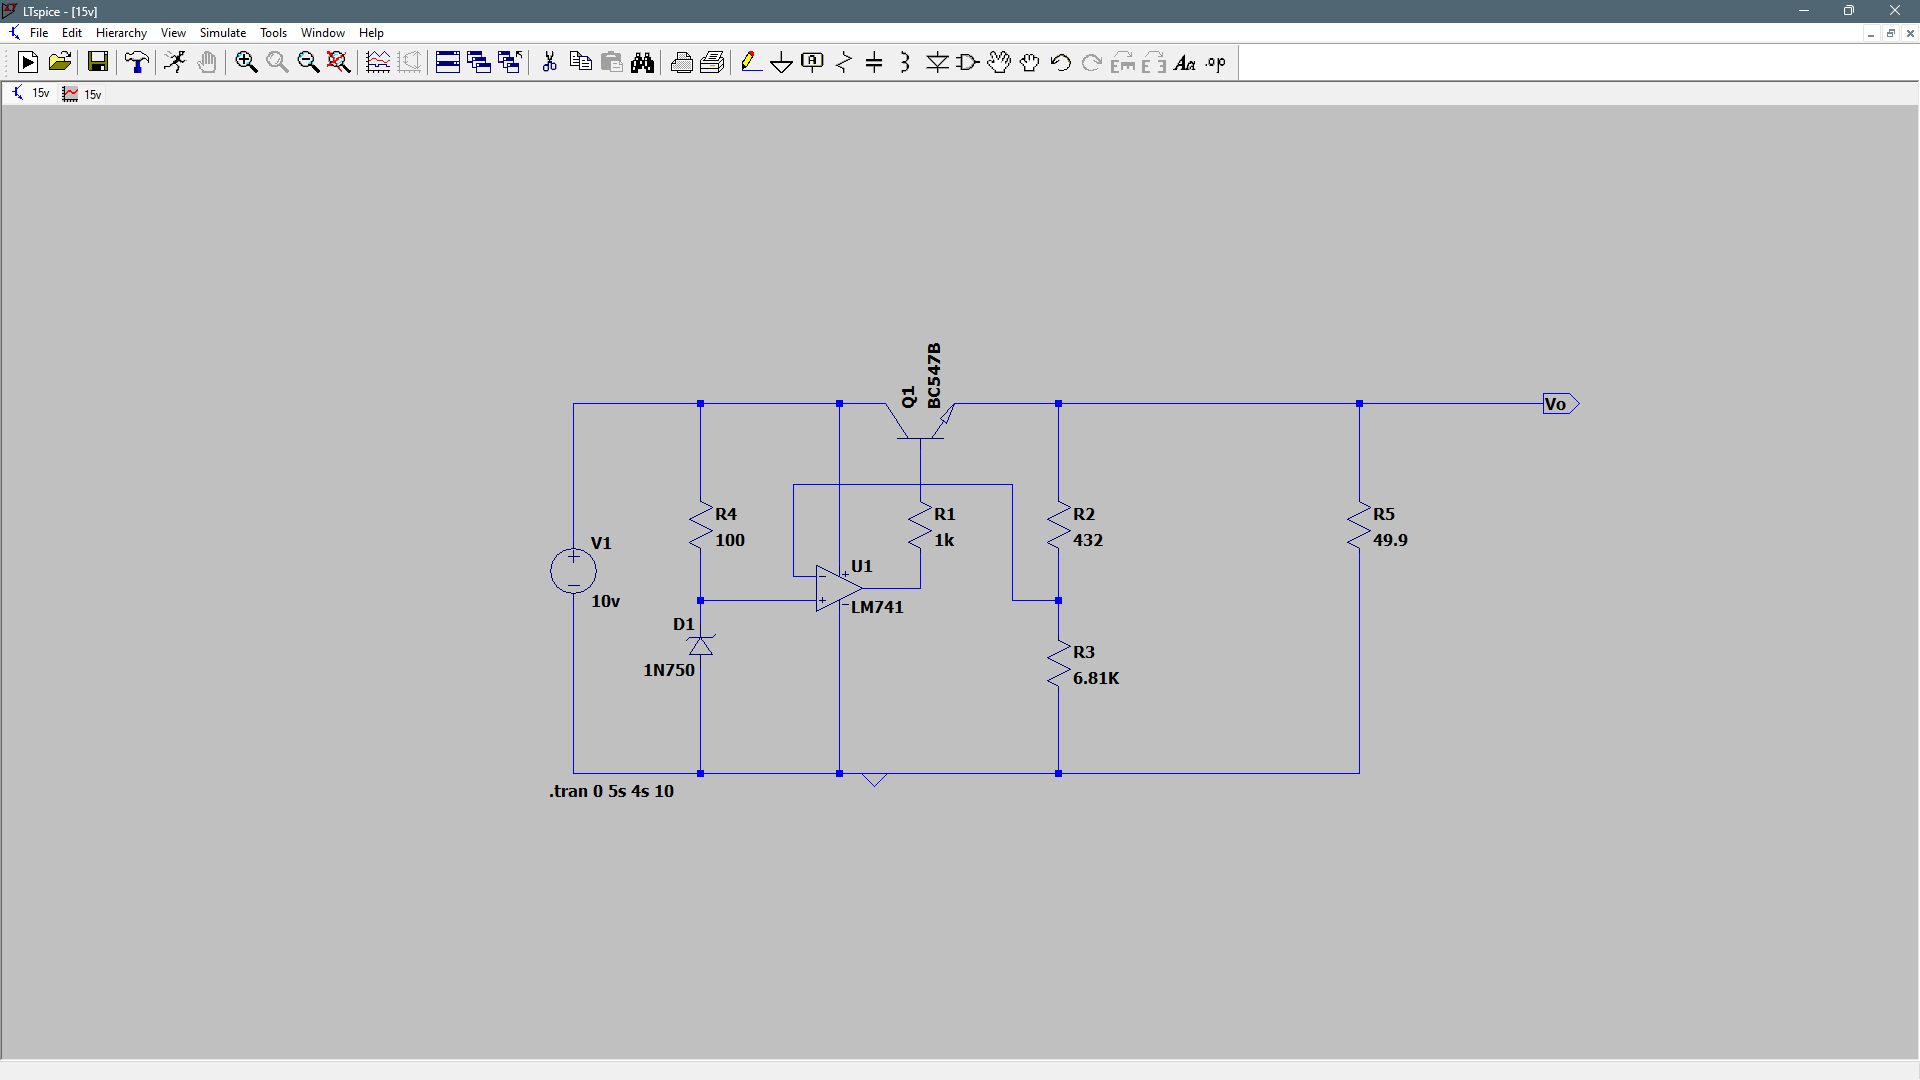 LTspice - [15v]
File Edit Hierarchy View Simulate Tools Window Help
A Aa .op
15v 15v
Q1
BC547B
Vo
R4
100
R1
1k
R2
432
R5
49.9
V1
10v
U1
LM741
D1
1N750
R3
6.81K
.tran 0 5s 4s 10